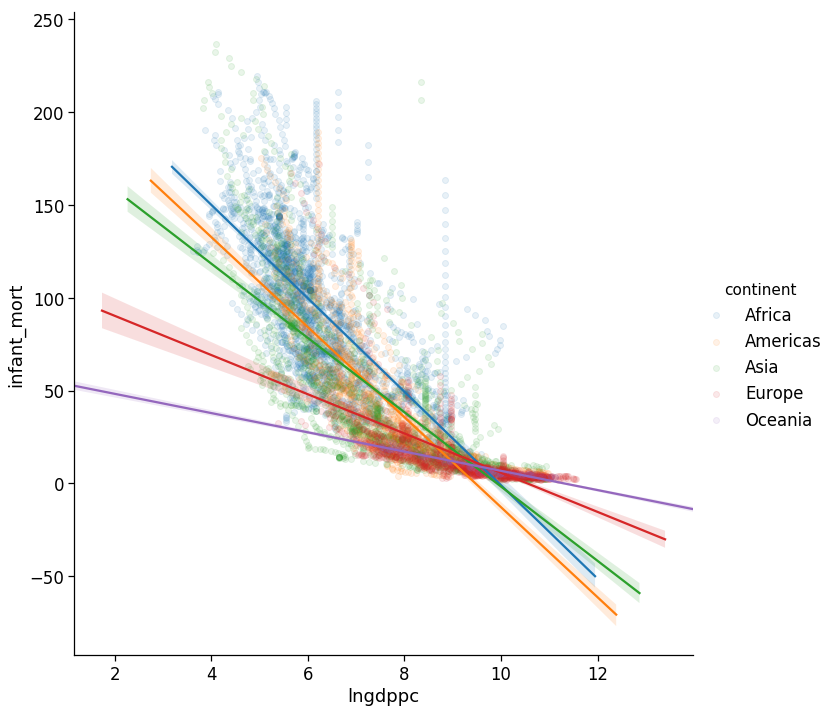 250
200
150
100
50
0
−50
infant_mort
2 4 6 8 10 12
lngdppc
continent
Africa
Americas
Asia
Europe
Oceania